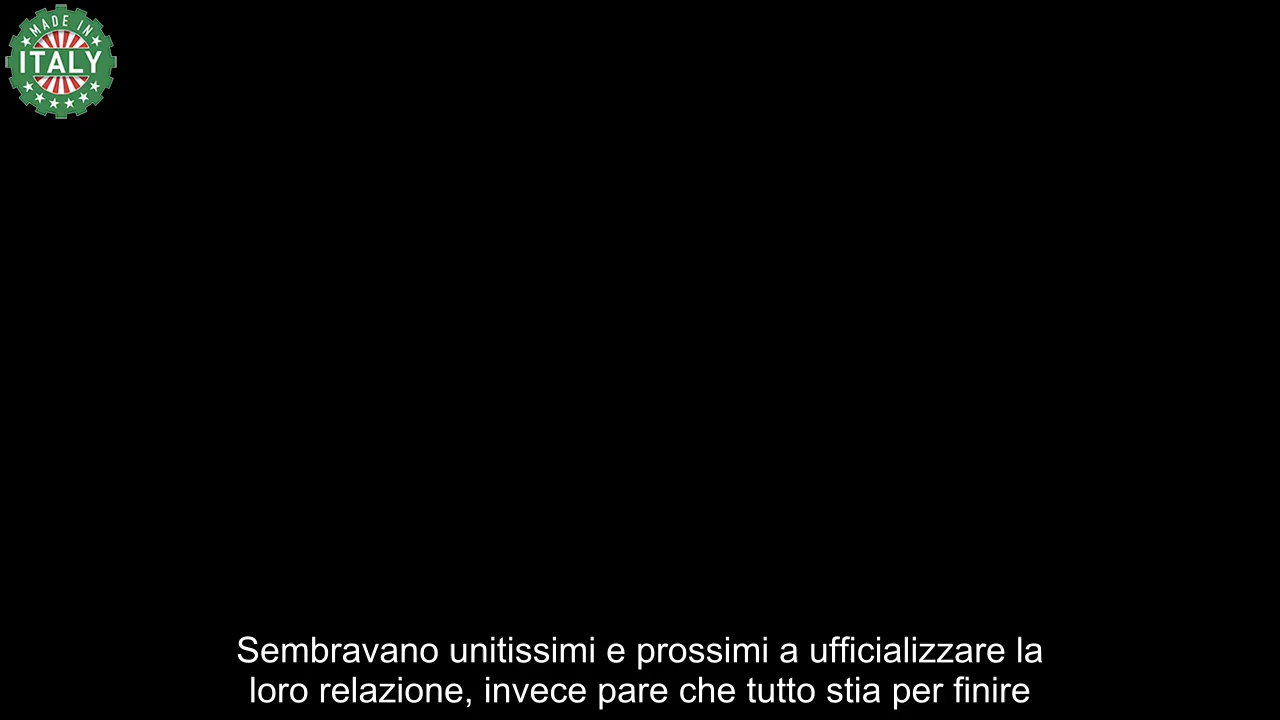 MADE IN
ITALY
Sembravano unitissimi e prossimi a ufficializzare la
loro relazione, invece pare che tutto stia per finire